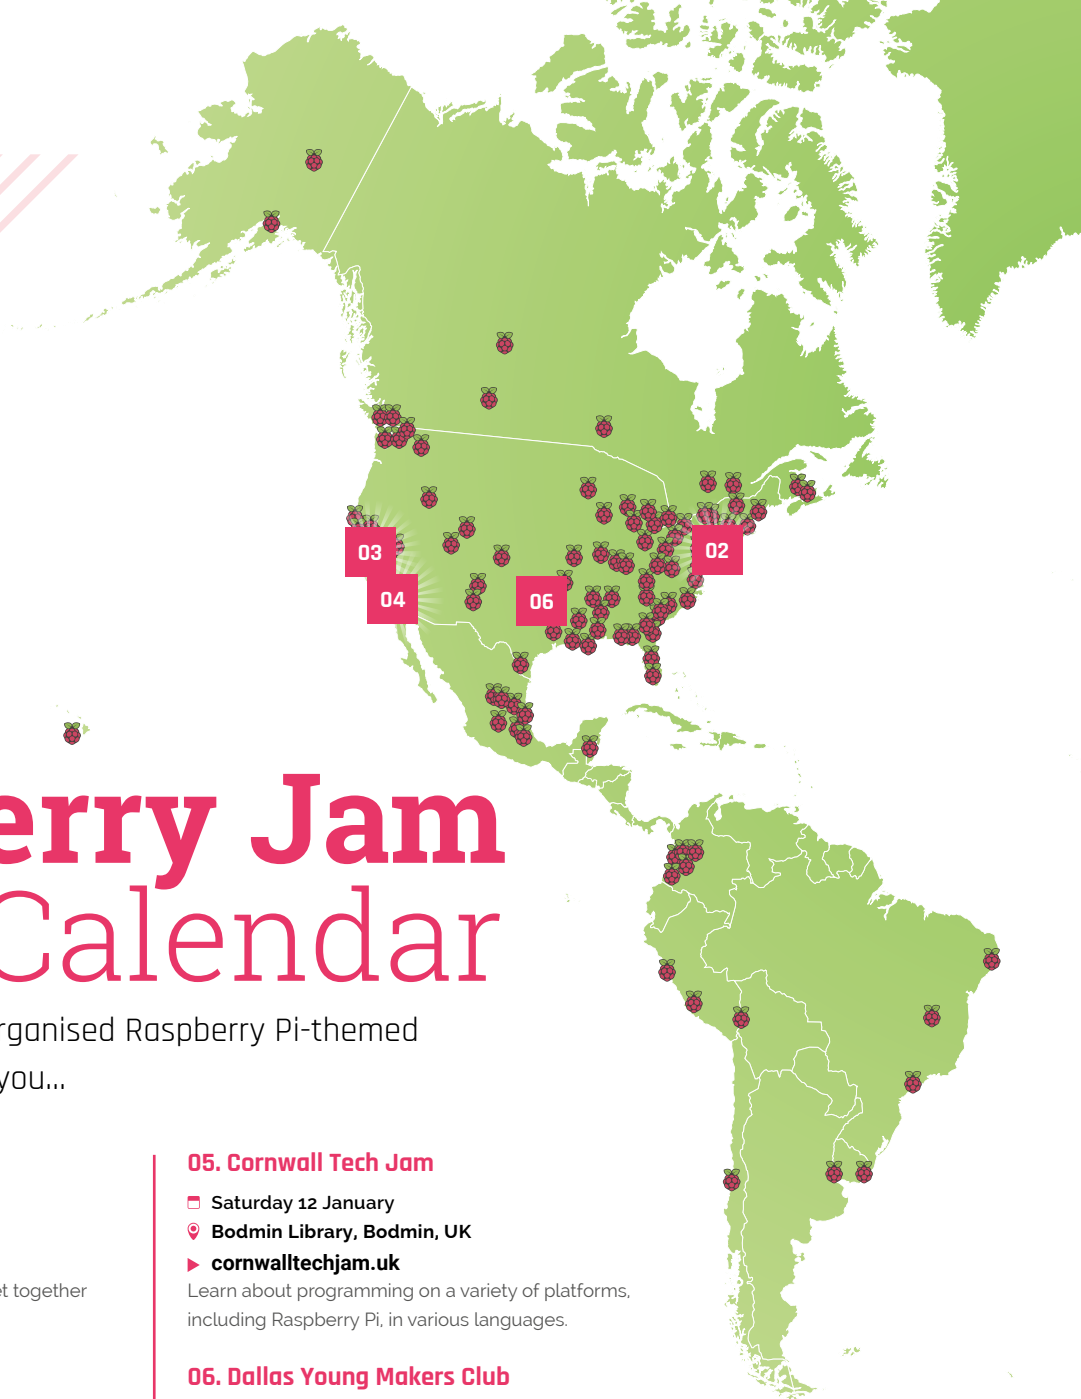 03
02
04
06
erry Jam
Calendar
rganised Raspberry Pi-themed
you...
et together
05. Cornwall Tech Jam
Saturday 12 January
Bodmin Library, Bodmin, UK
cornwalltechjam.uk
Learn about programming on a variety of platforms,
including Raspberry Pi, in various languages.
06. Dallas Young Makers Club